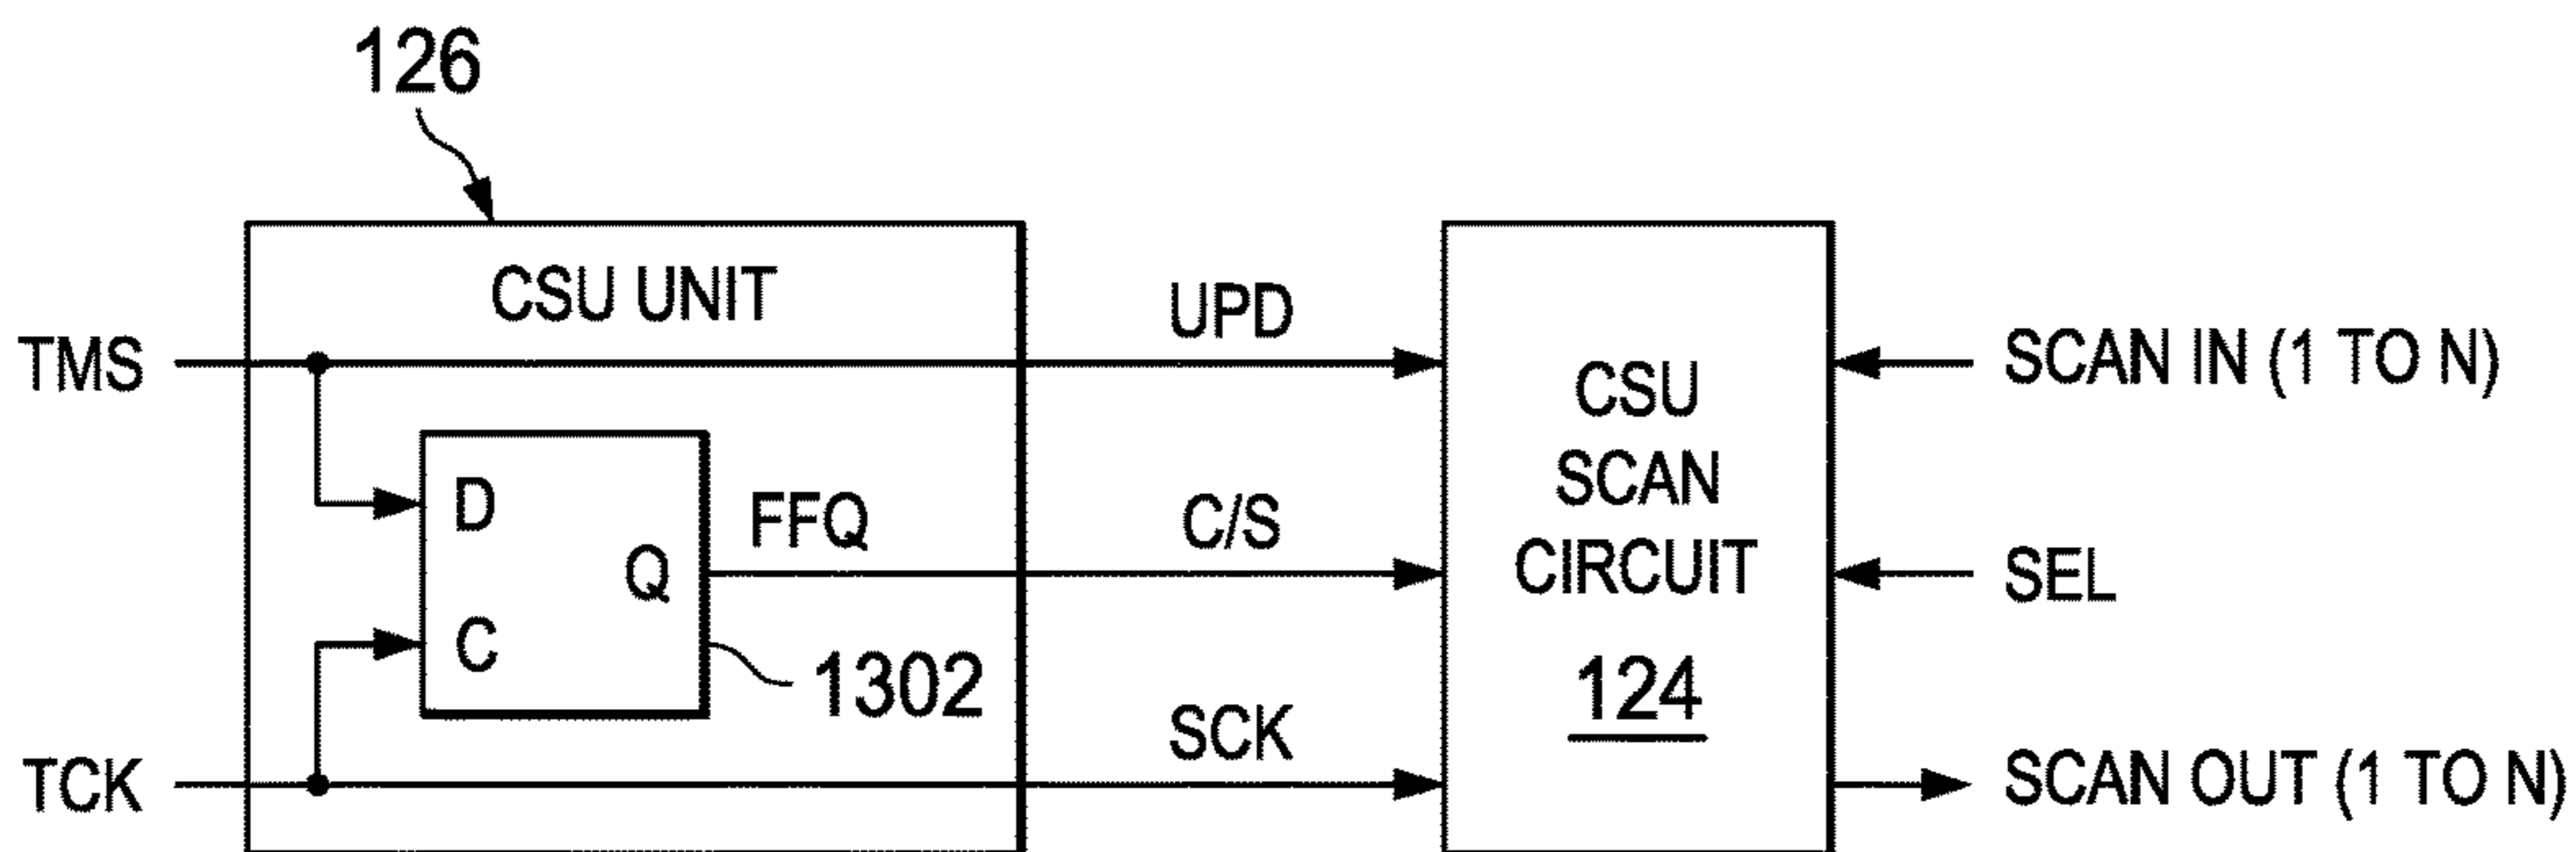 126
CSU UNIT
UPD
TMS
SCAN IN (1 TO N)
CSU
SCAN
CIRCUIT
124
D
Q
C
FFQ
C/S
SEL
1302
SCK
TCK
SCAN OUT (1 TO N)